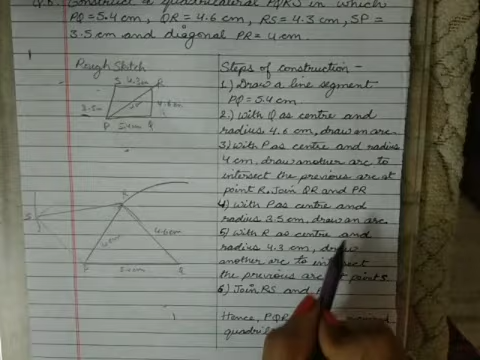 Q8. Construct a quadrilateral PQRS in which
PQ = 5.4 cm, QR = 4.6 cm, RS = 4.3 cm, SP =
3.5 cm and diagonal PR = 4 cm.
Rough Sketch
S 4.3cm R
3.5cm
P 5.4cm Q
Steps of construction -
1.) Draw a line segment
PQ = 5.4 cm
2.) With Q as centre and
radius 4.6 cm, draw an arc.
3.) With P as centre and radius
4 cm, draw another arc to
intersect the previous arc at
point R. Join QR and PR
4.) With P as centre and
radius 3.5 cm, draw an arc.
5.) With R as centre and
radius 4.3 cm, draw
another arc to intersect
the previous arc at point S.
6.) Join RS and
Hence, PQR
quadril
R
S
4cm
4.6cm
P
5.4cm
Q